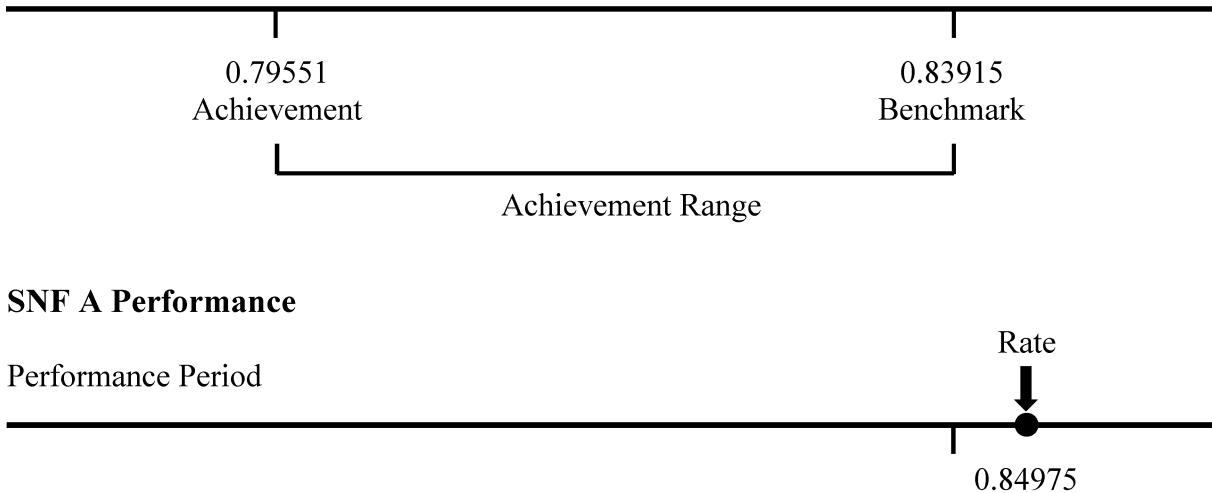 0.79551 0.83915
Achievement Benchmark
Achievement Range
SNF A Performance
Rate
Performance Period
0.84975